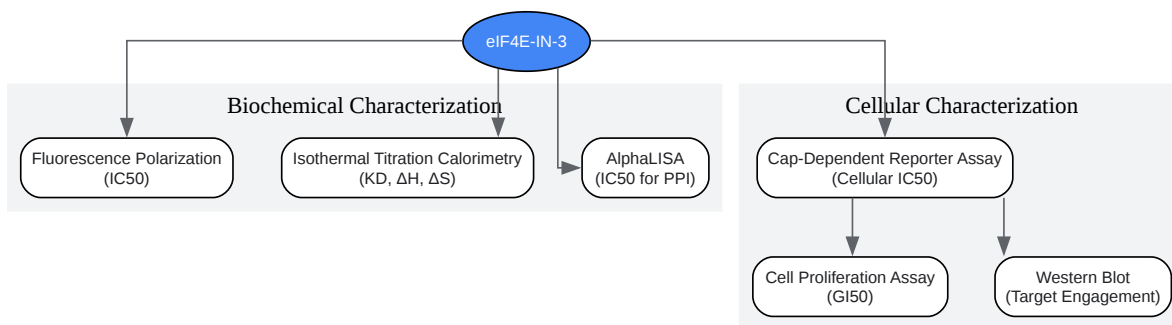 eIF4E-IN-3
Biochemical Characterization
Cellular Characterization
Fluorescence Polarization
(IC50)
Isothermal Titration Calorimetry
(KD, ΔH, ΔS)
AlphaLISA
(IC50 for PPI)
Cap-Dependent Reporter Assay
(Cellular IC50)
Cell Proliferation Assay
(GI50)
Western Blot
(Target Engagement)